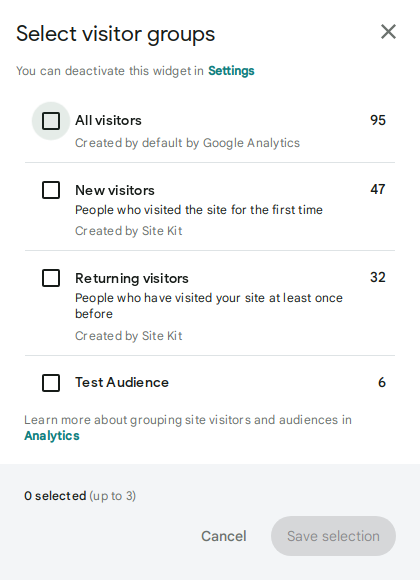 Select visitor groups
You can deactivate this widget in Settings
All visitors 95
Created by default by Google Analytics
New visitors 47
People who visited the site for the first time
Created by Site Kit
Returning visitors 32
People who have visited your site at least once
before
Created by Site Kit
Test Audience 6
Learn more about grouping site visitors and audiences in
Analytics
0 selected (up to 3)
Cancel Save selection